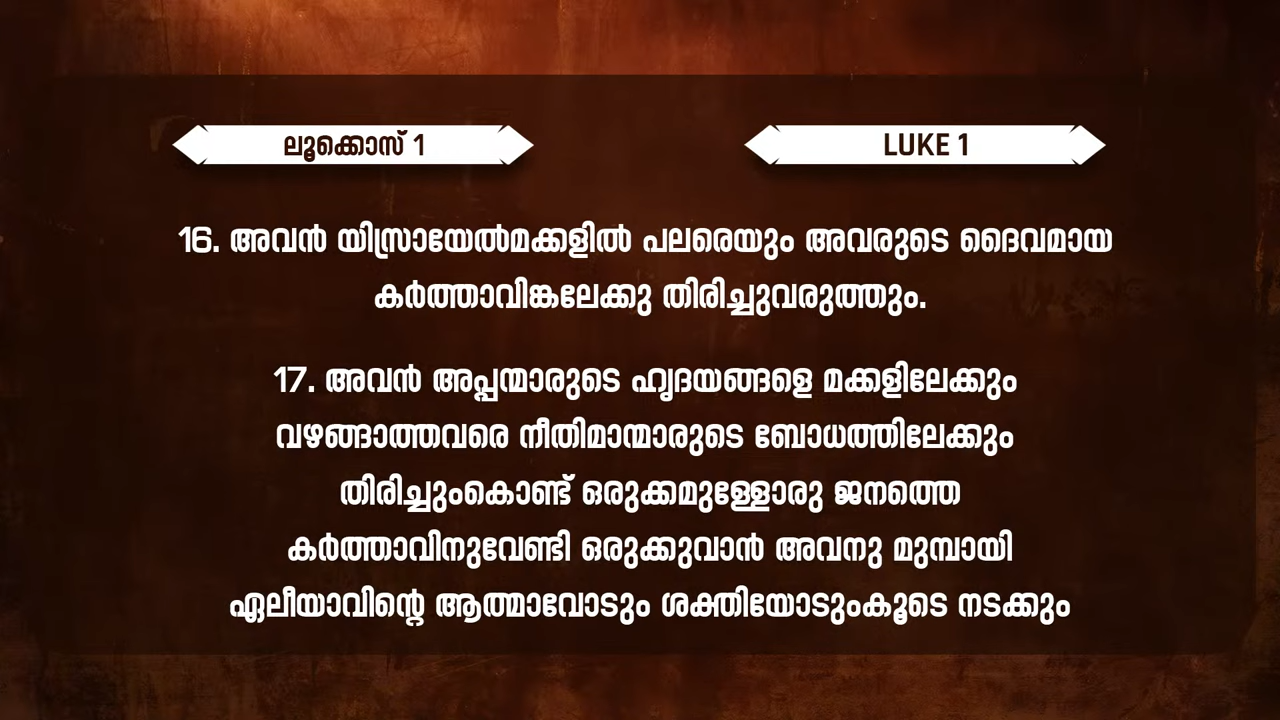 ലൂക്കൊസ് 1
LUKE 1
16. അവൻ യിസ്രായേൽമക്കളിൽ പലരെയും അവരുടെ ദൈവമായ
കർത്താവിങ്കലേക്കു തിരിച്ചുവരുത്തും.
17. അവൻ അപ്പന്മാരുടെ ഹൃദയങ്ങളെ മക്കളിലേക്കും
വഴങ്ങാത്തവരെ നീതിമാന്മാരുടെ ബോധത്തിലേക്കും
തിരിച്ചുംകൊണ്ട് ഒരുക്കമുള്ളോരു ജനത്തെ
കർത്താവിനുവേണ്ടി ഒരുക്കുവാൻ അവനു മുമ്പായി
ഏലീയാവിന്റെ ആത്മാവോടും ശക്തിയോടുംകൂടെ നടക്കും